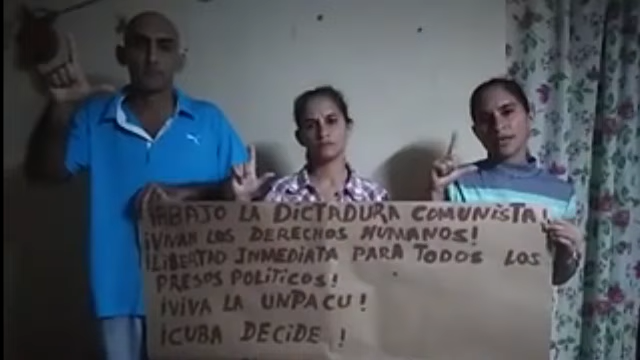 ¡ABAJO LA DICTADURA COMUNISTA!
¡VIVAN LOS DERECHOS HUMANOS!
¡LIBERTAD INMEDIATA PARA TODOS LOS
PRESOS POLITICOS!
¡VIVA LA UNPACU!
¡CUBA DECIDE!